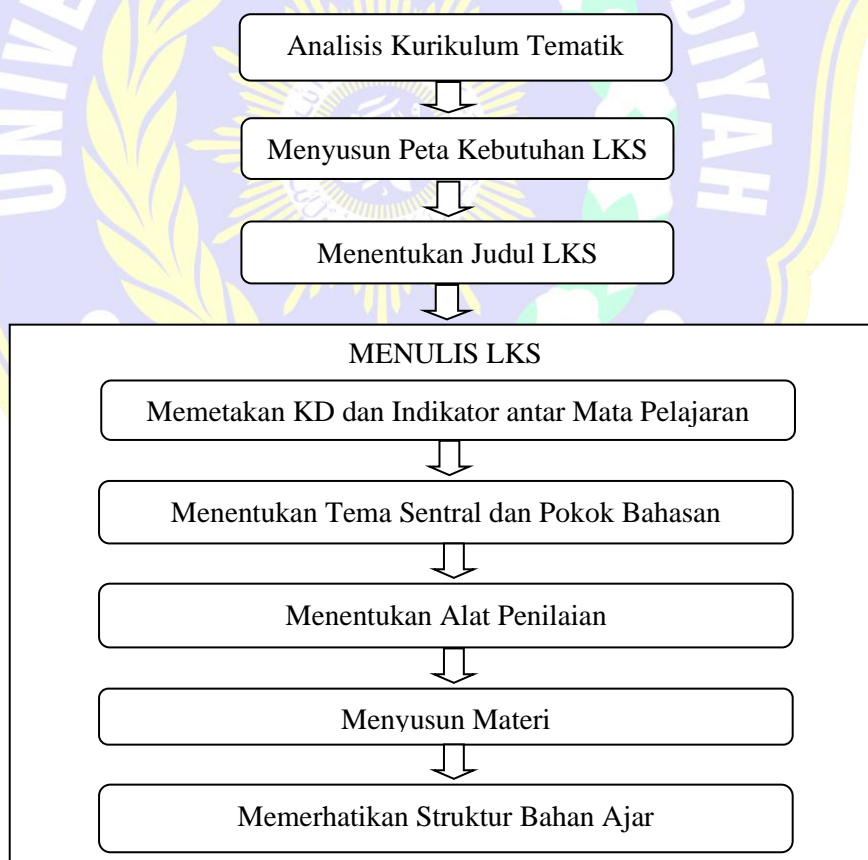 Analisis Kurikulum Tematik
Menyusun Peta Kebutuhan LKS
Menentukan Judul LKS
MENULIS LKS
Memetakan KD dan Indikator antar Mata Pelajaran
Menentukan Tema Sentral dan Pokok Bahasan
Menentukan Alat Penilaian
Menyusun Materi
Memerhatikan Struktur Bahan Ajar